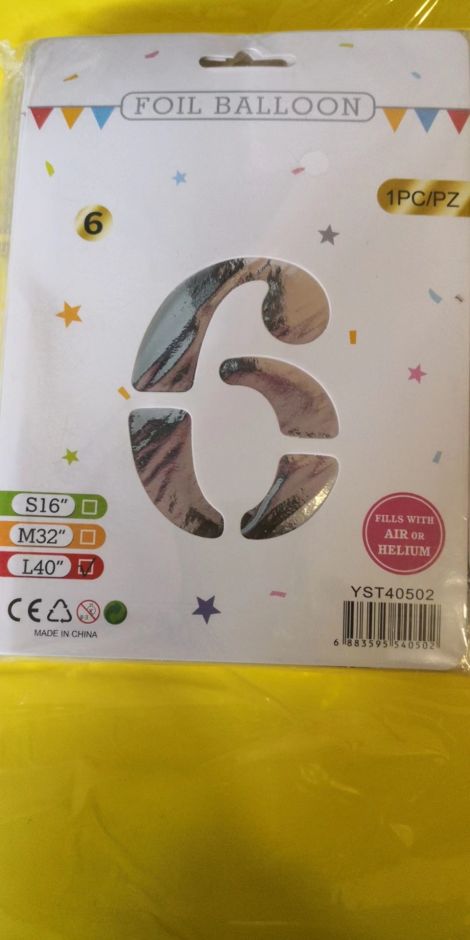 FOIL BALLOON
1PC/PZ
6
S16"
M32"
L40"
FILLS WITH
AIR OR
HELIUM
CE
YST40502
MADE IN CHINA
6 883595 540502